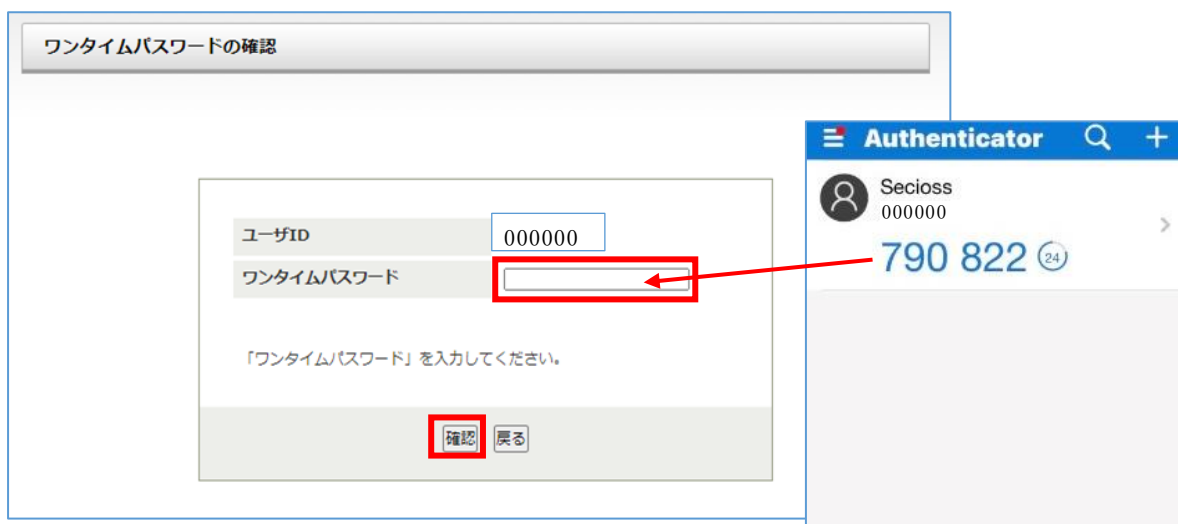 ワンタイムパスワードの確認
ユーザID
000000
ワンタイムパスワード
「ワンタイムパスワード」を入力してください。
確認
戻る
Authenticator
Secioss
000000
790 822
24